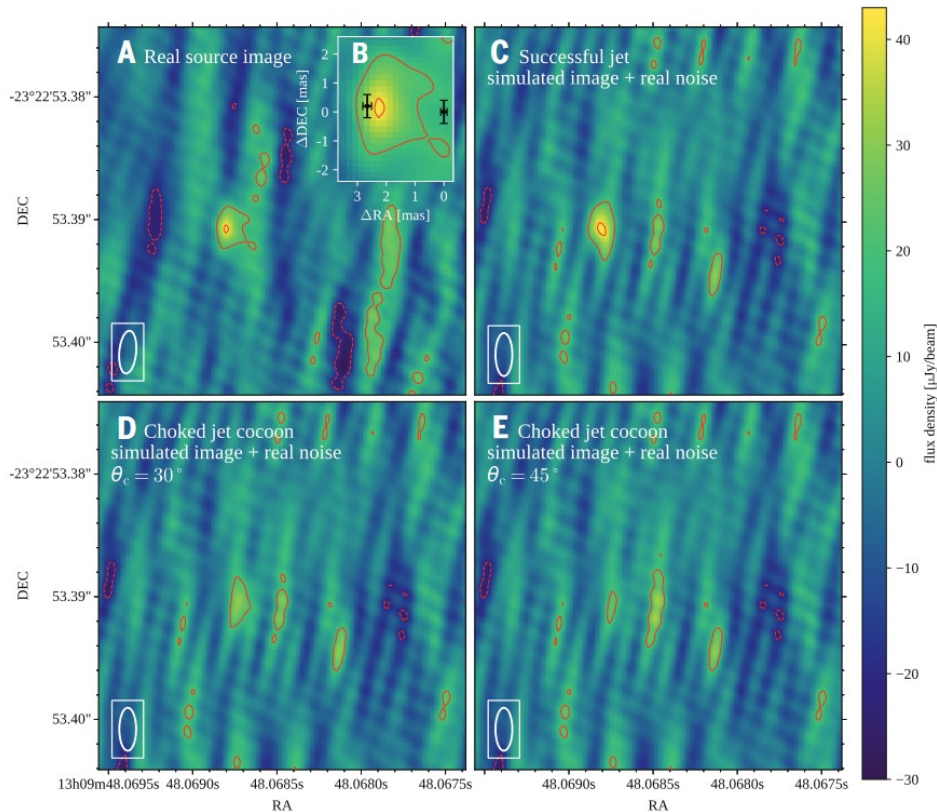 A Real source image
B
2
1
0
-1
-2
ΔDEC [mas]
3 2 1 0
ΔRA [mas]
C Successful jet
simulated image + real noise
-23°22'53.38"
53.39"
53.40"
DEC
D Choked jet cocoon
simulated image + real noise
θc = 30°
E Choked jet cocoon
simulated image + real noise
θc = 45°
-23°22'53.38"
53.39"
53.40"
DEC
13h09m48.0695s 48.0690s 48.0685s 48.0680s 48.0675s
RA
48.0695s 48.0690s 48.0685s 48.0680s 48.0675s
RA
40
30
20
10
0
−10
−20
−30
flux density [μJy/beam]